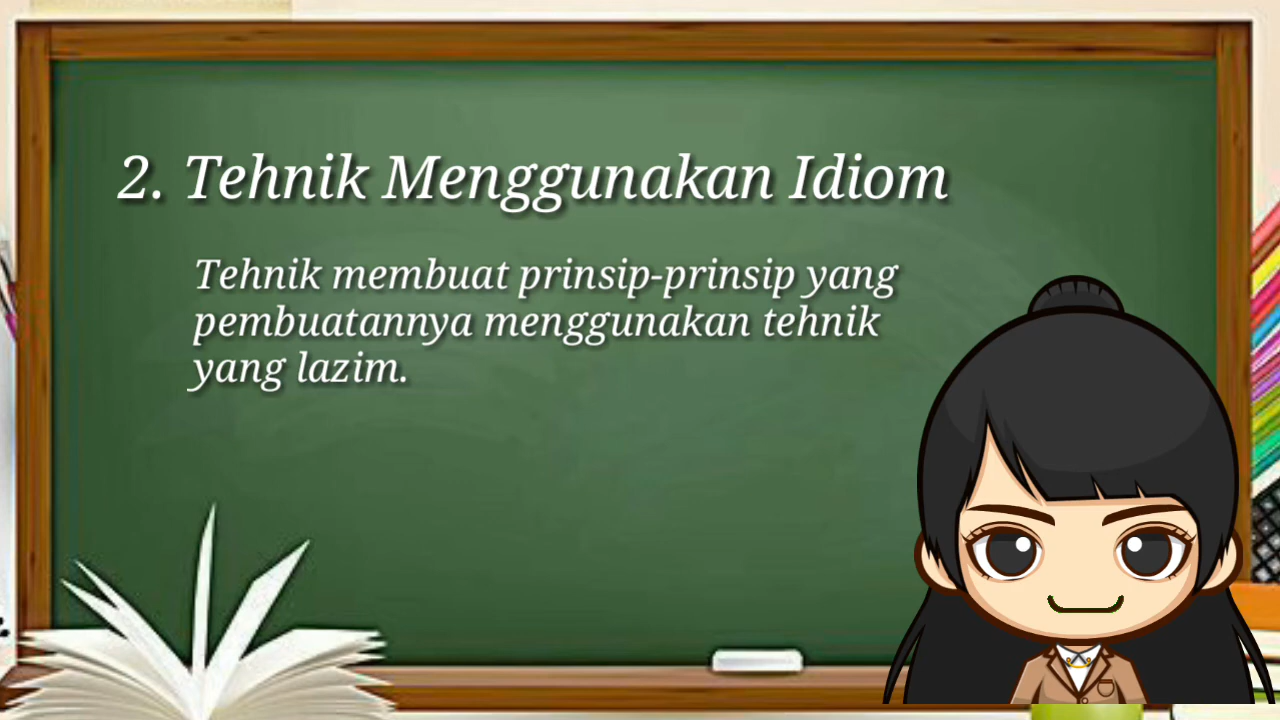 2. Tehnik Menggunakan Idiom
Tehnik membuat prinsip-prinsip yang
pembuatannya menggunakan tehnik
yang lazim.